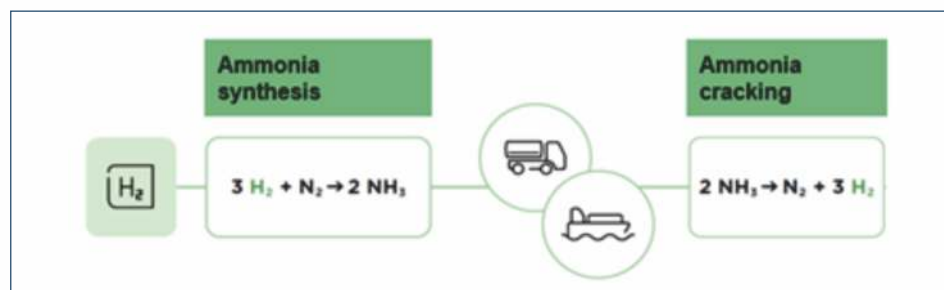 Ammonia
synthesis
Ammonia
cracking
H₂
3 H₂ + N₂→2 NH₃
2 NH₃→N₂ + 3 H₂